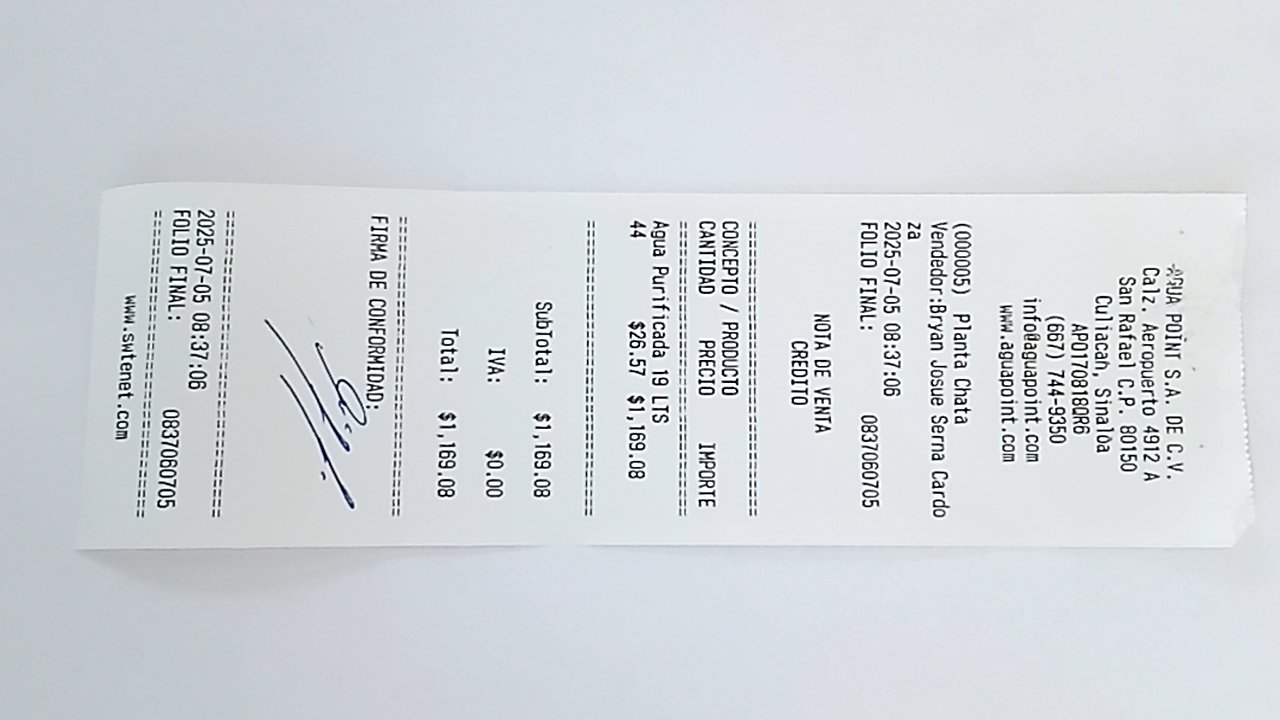 AGUA POINT S.A. DE C.V.
Calz. Aeropuerto 4912 A
San Rafael C.P. 80150
Culiacan, Sinaloa
APO170818QR6
(667) 744-9350
info@aguapoint.com
www.aguapoint.com
(000005) Planta Chata
Vendedor:Bryan Josue Serna Cardo
za
2025-07-05 08:37:06
FOLIO FINAL: 0837060705
NOTA DE VENTA
CREDITO
================================
CONCEPTO / PRODUCTO
CANTIDAD PRECIO IMPORTE
================================
Agua Purificada 19 LTS
44 $26.57 $1,169.08
================================
SubTotal: $1,169.08
IVA: $0.00
Total: $1,169.08
================================
FIRMA DE CONFORMIDAD:
================================
2025-07-05 08:37:06
FOLIO FINAL: 0837060705
================================
www.swtenet.com